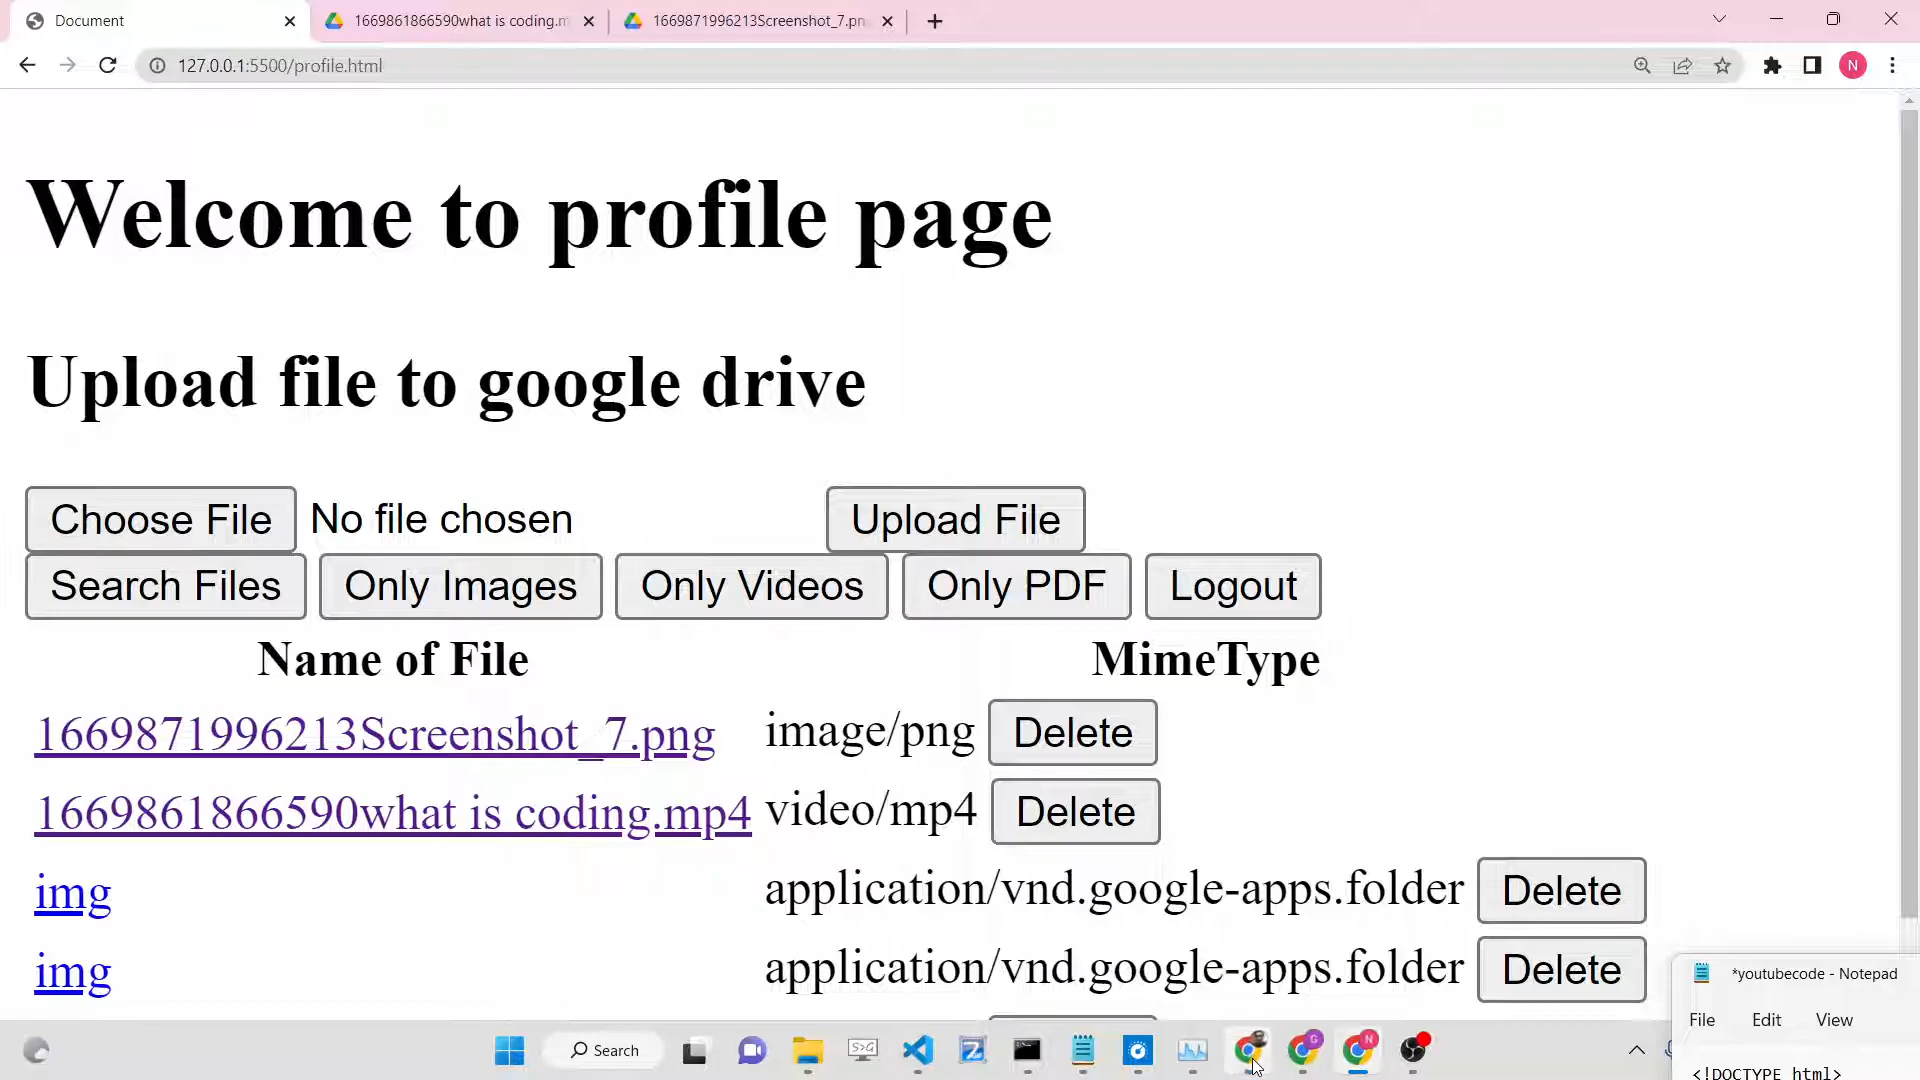 Document
1669861866590what is coding.m
1669871996213Screenshot_7.pn
127.0.0.1:5500/profile.html
N
Welcome to profile page
Upload file to google drive
Choose File No file chosen Upload File
Search Files Only Images Only Videos Only PDF Logout
Name of File MimeType
1669871996213Screenshot_7.png image/png Delete
1669861866590what is coding.mp4 video/mp4 Delete
img application/vnd.google-apps.folder Delete
img application/vnd.google-apps.folder Delete
*youtubecode - Notepad
File Edit View
<!DOCTYPE html>
Search
S>G
G
N